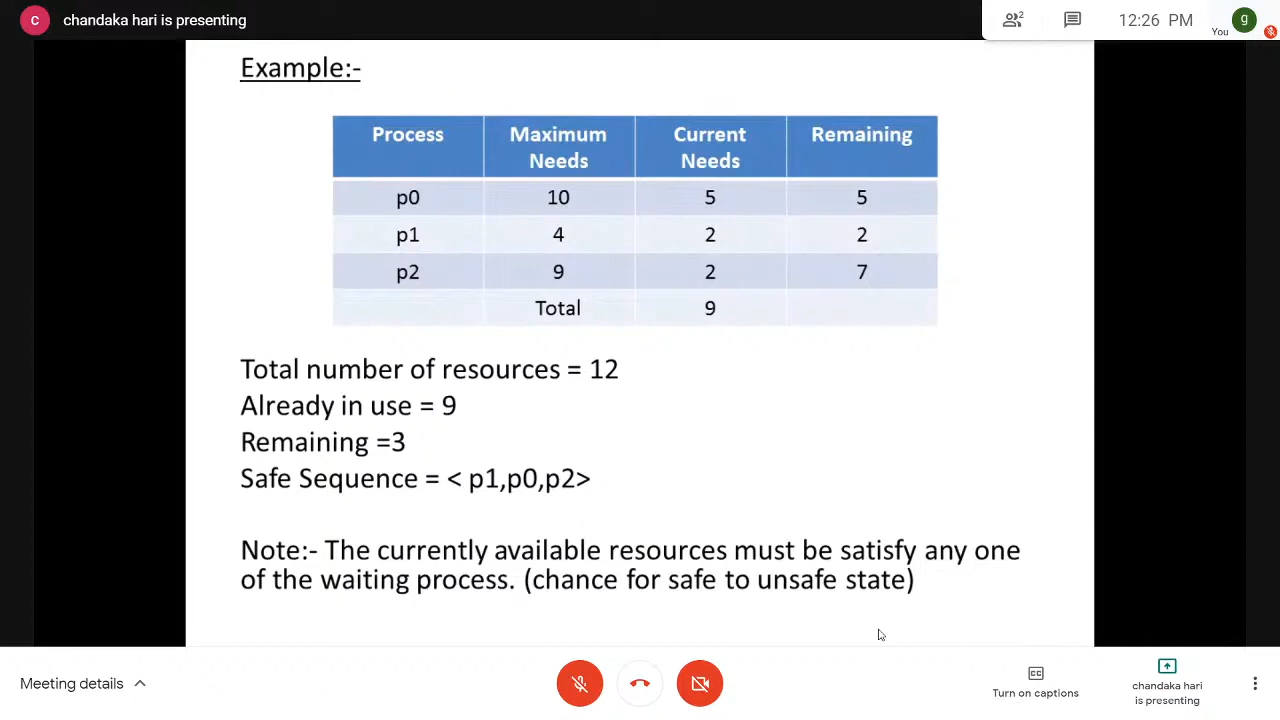 c chandaka hari is presenting
2
12:26 PM
You
g
Example:-
Process Maximum Needs Current Needs Remaining
p0 10 5 5
p1 4 2 2
p2 9 2 7
Total 9
Total number of resources = 12
Already in use = 9
Remaining =3
Safe Sequence = < p1,p0,p2>
Note:- The currently available resources must be satisfy any one
of the waiting process. (chance for safe to unsafe state)
Meeting details
CC
Turn on captions
chandaka hari
is presenting